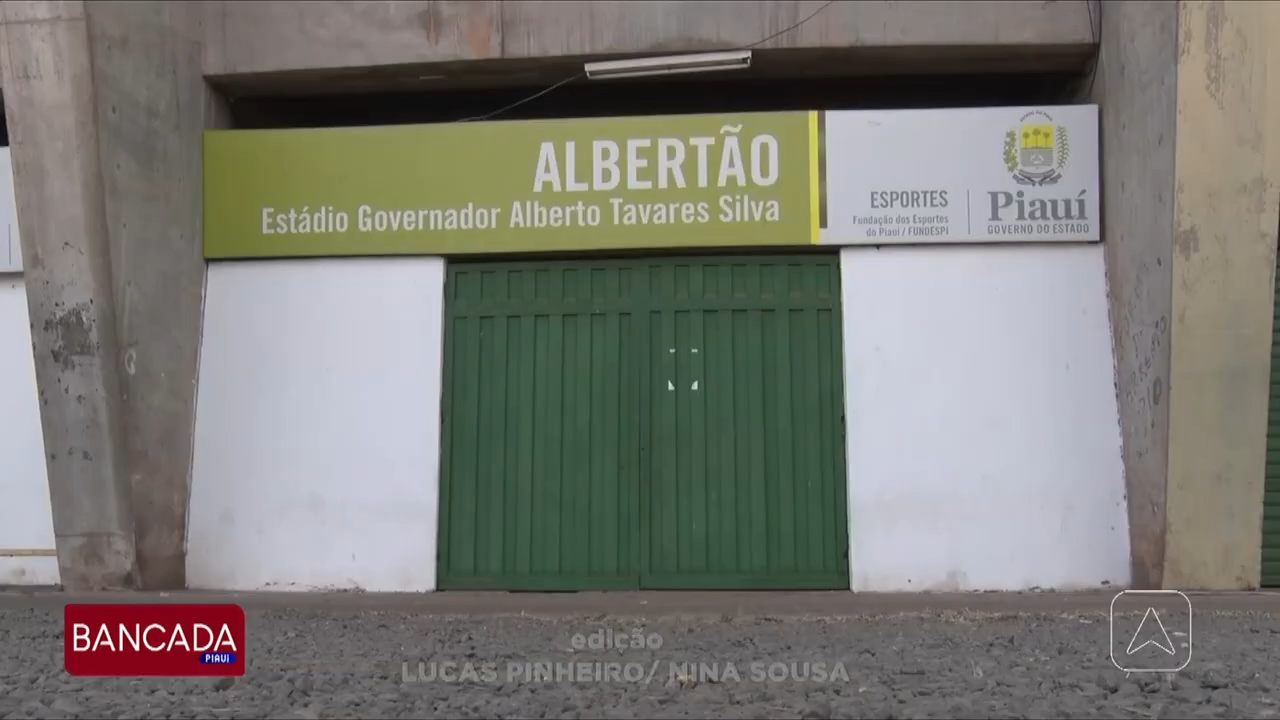 ALBERTÃO
Estádio Governador Alberto Tavares Silva
ESPORTES
Fundação dos Esportes
do Piauí / FUNDESPI
Piauí
GOVERNO DO ESTADO
BANCADA
PIAUÍ
edição
LUCAS PINHEIRO/ NINA SOUSA